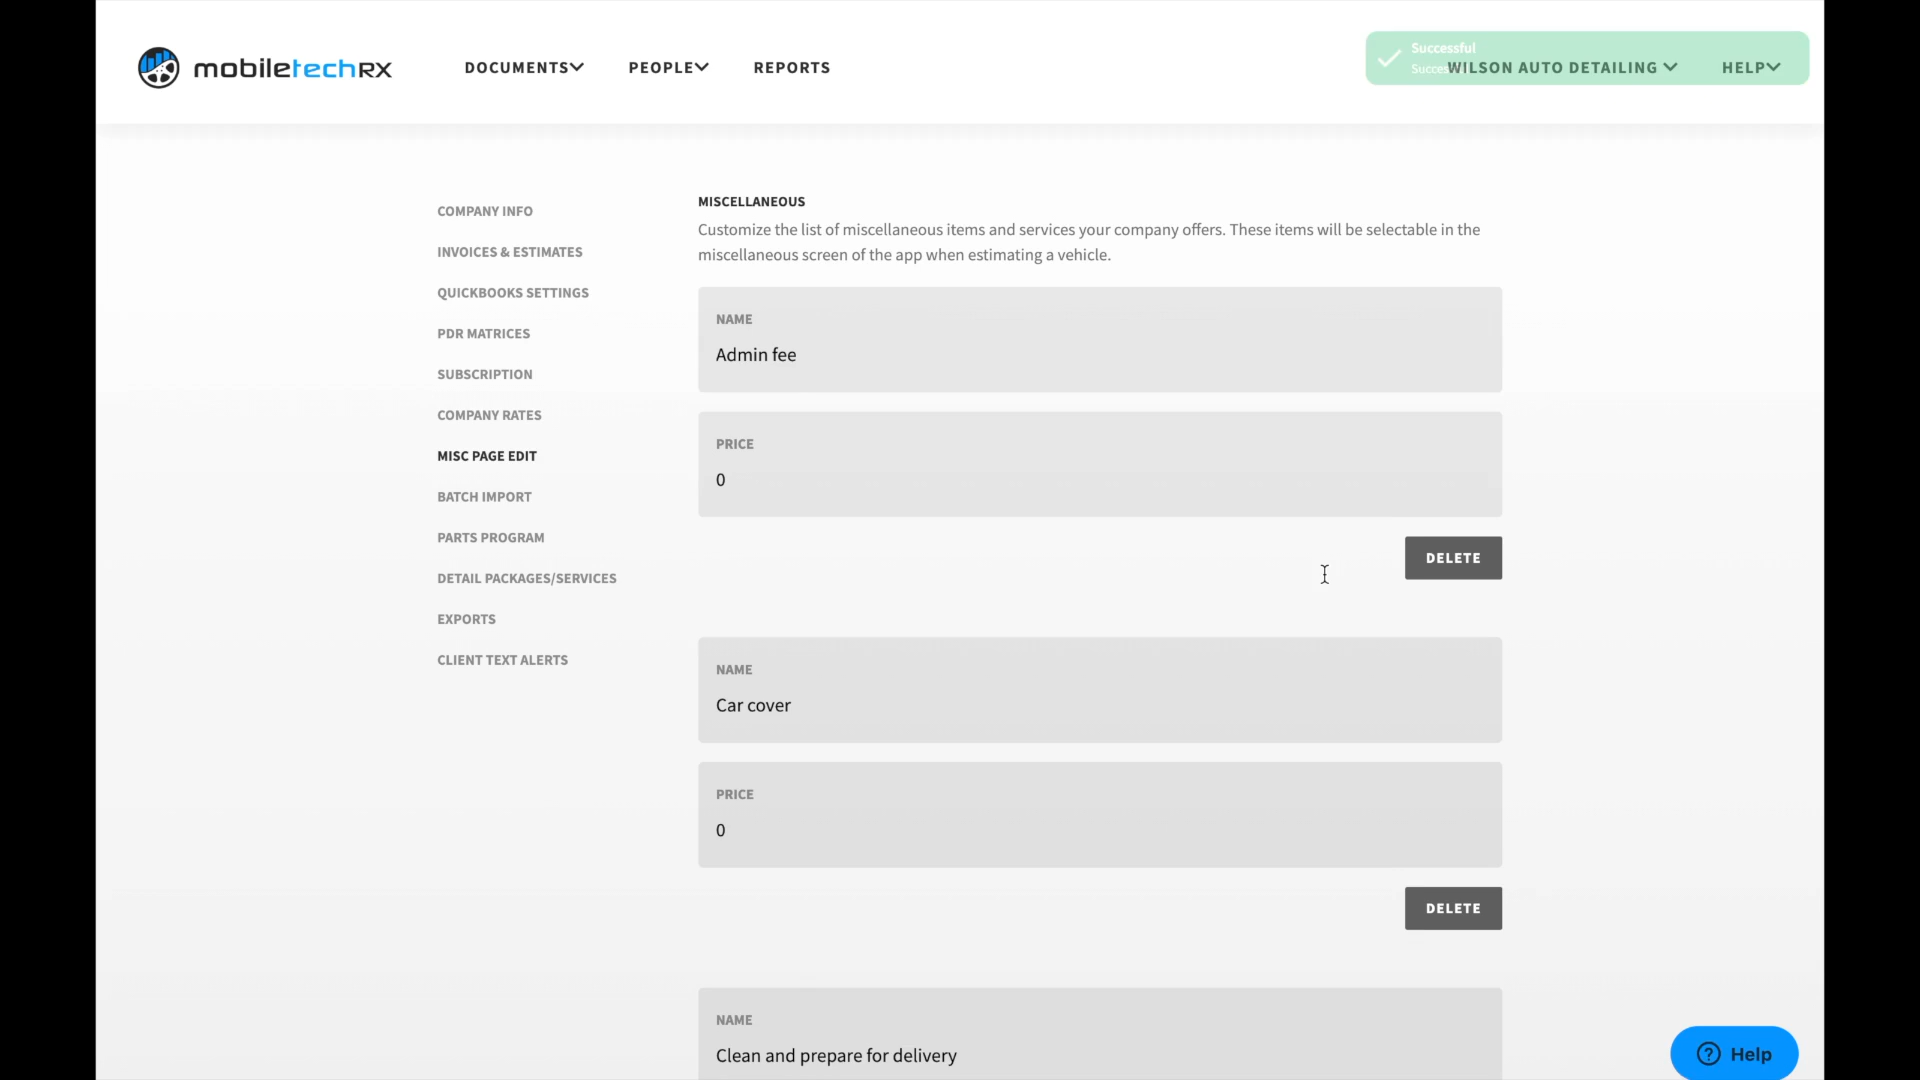 mobiletechRX
DOCUMENTS
PEOPLE
REPORTS
Successful
WILSON AUTO DETAILING
HELP
COMPANY INFO
INVOICES & ESTIMATES
QUICKBOOKS SETTINGS
PDR MATRICES
SUBSCRIPTION
COMPANY RATES
MISC PAGE EDIT
BATCH IMPORT
PARTS PROGRAM
DETAIL PACKAGES/SERVICES
EXPORTS
CLIENT TEXT ALERTS
MISCELLANEOUS
Customize the list of miscellaneous items and services your company offers. These items will be selectable in the
miscellaneous screen of the app when estimating a vehicle.
NAME
Admin fee
PRICE
0
DELETE
NAME
Car cover
PRICE
0
DELETE
NAME
Clean and prepare for delivery
Help